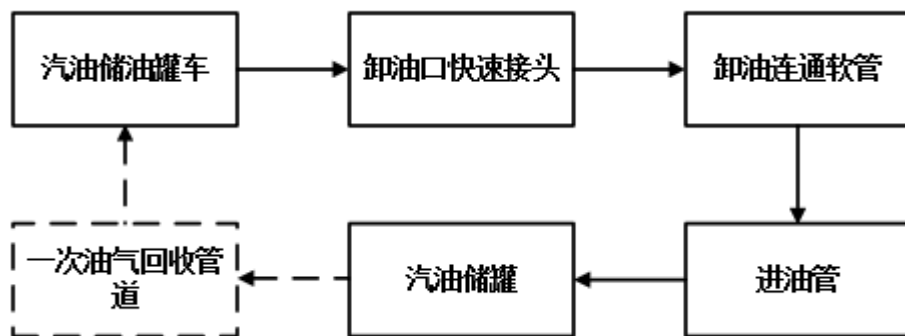 汽油储油罐车
卸油口快速接头
卸油连通软管
一次油气回收管
道
汽油储罐
进油管